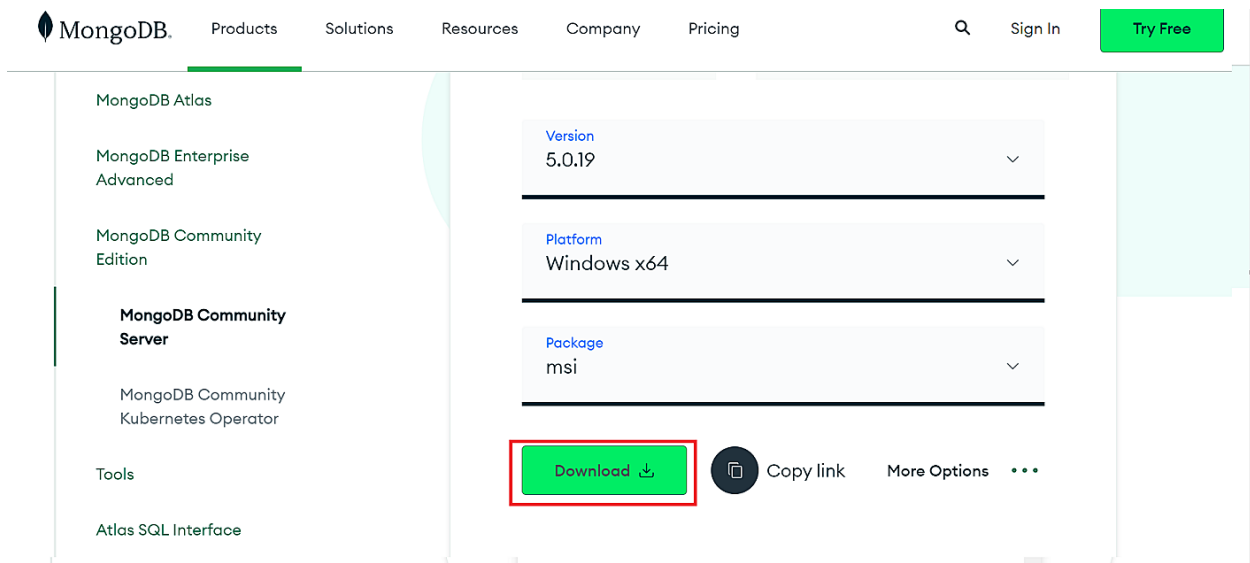 MongoDB. Products Solutions Resources Company Pricing Sign In Try Free
MongoDB Atlas
MongoDB Enterprise
Advanced
MongoDB Community
Edition
MongoDB Community
Server
MongoDB Community
Kubernetes Operator
Tools
Atlas SQL Interface
Version
5.0.19
Platform
Windows x64
Package
msi
Download Copy link More Options